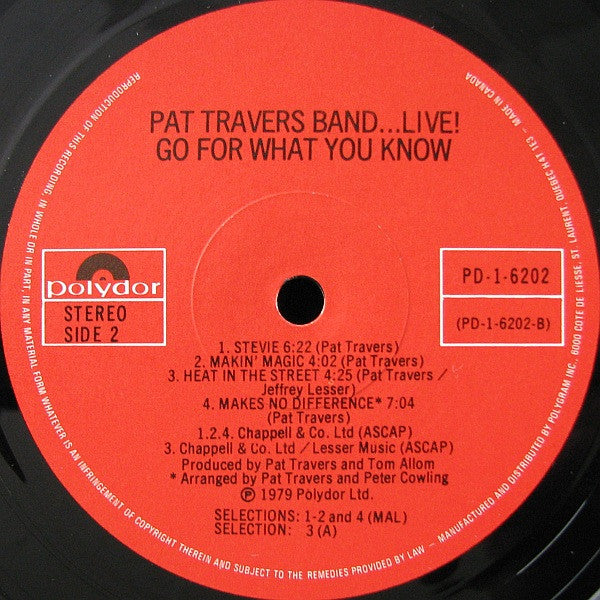 PAT TRAVERS BAND...LIVE!
GO FOR WHAT YOU KNOW
polydor
STEREO
SIDE 2
PD-1-6202
(PD-1-6202-B)
1. STEVIE 6:22 (Pat Travers)
2. MAKIN' MAGIC 4:02 (Pat Travers)
3. HEAT IN THE STREET 4:25 (Pat Travers /
Jeffrey Lesser)
4. MAKES NO DIFFERENCE* 7:04
(Pat Travers)
1.2.4. Chappell & Co. Ltd (ASCAP)
3. Chappell & Co. Ltd / Lesser Music (ASCAP)
Produced by Pat Travers and Tom Allom
* Arranged by Pat Travers and Peter Cowling
℗ 1979 Polydor Ltd.
SELECTIONS: 1-2 and 4 (MAL)
SELECTION: 3 (A)
REPRODUCTION OF THIS RECORDING, IN WHOLE OR IN PART, IN ANY MATERIAL FORM WHATEVER IS AN INFRINGEMENT OF COPYRIGHT THEREIN AND SUBJECT TO THE REMEDIES PROVIDED BY LAW – MANUFACTURED AND DISTRIBUTED BY POLYGRAM INC., 6000 COTE DE LIESSE, ST. LAURENT, QUEBEC H4T 1E3 – MADE IN CANADA